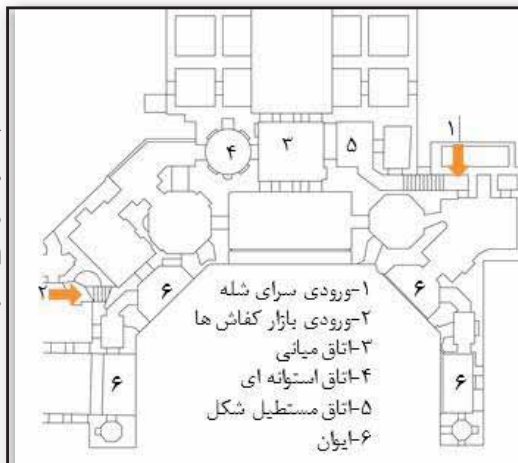 ۱
۵
۳
۴
۲
۶
۶
۱-ورودی سرای شله
۲-ورودی بازار کفاش ها
۳-اتاق میانی
۴-اتاق استوانه ای
۵-اتاق مستطیل شکل
۶-ایوان
۶
۶